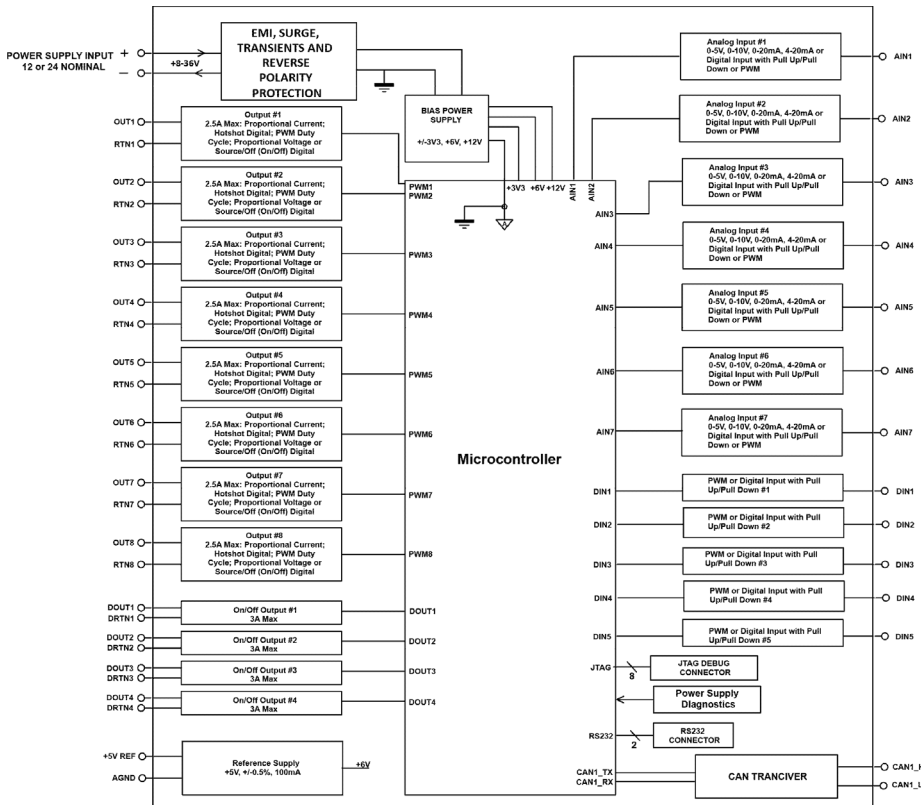 POWER SUPPLY INPUT
12 or 24 NOMINAL
+
–
+8-36V
EMI, SURGE,
TRANSIENTS AND
REVERSE
POLARITY
PROTECTION
BIAS POWER
SUPPLY
+/-3V3, +6V, +12V
+3V3
+6V
+12V
A
AIN1
AIN2
Microcontroller
OUT1
RTN1
Output #1
2.5A Max: Proportional Current;
Hotshot Digital; PWM Duty
Cycle; Proportional Voltage or
Source/Off (On/Off) Digital
PWM1
OUT2
RTN2
Output #2
2.5A Max: Proportional Current;
Hotshot Digital; PWM Duty
Cycle; Proportional Voltage or
Source/Off (On/Off) Digital
PWM2
OUT3
RTN3
Output #3
2.5A Max: Proportional Current;
Hotshot Digital; PWM Duty
Cycle; Proportional Voltage or
Source/Off (On/Off) Digital
PWM3
OUT4
RTN4
Output #4
2.5A Max: Proportional Current;
Hotshot Digital; PWM Duty
Cycle; Proportional Voltage or
Source/Off (On/Off) Digital
PWM4
OUT5
RTN5
Output #5
2.5A Max: Proportional Current;
Hotshot Digital; PWM Duty
Cycle; Proportional Voltage or
Source/Off (On/Off) Digital
PWM5
OUT6
RTN6
Output #6
2.5A Max: Proportional Current;
Hotshot Digital; PWM Duty
Cycle; Proportional Voltage or
Source/Off (On/Off) Digital
PWM6
OUT7
RTN7
Output #7
2.5A Max: Proportional Current;
Hotshot Digital; PWM Duty
Cycle; Proportional Voltage or
Source/Off (On/Off) Digital
PWM7
OUT8
RTN8
Output #8
2.5A Max: Proportional Current;
Hotshot Digital; PWM Duty
Cycle; Proportional Voltage or
Source/Off (On/Off) Digital
PWM8
DOUT1
DRTN1
On/Off Output #1
3A Max
DOUT1
DOUT2
DRTN2
On/Off Output #2
3A Max
DOUT2
DOUT3
DRTN3
On/Off Output #3
3A Max
DOUT3
DOUT4
DRTN4
On/Off Output #4
3A Max
DOUT4
+5V REF
AGND
Reference Supply
+5V, +/-0.5%, 100mA
+6V
Analog Input #1
0-5V, 0-10V, 0-20mA, 4-20mA or
Digital Input with Pull Up/Pull
Down or PWM
AIN1
Analog Input #2
0-5V, 0-10V, 0-20mA, 4-20mA or
Digital Input with Pull Up/Pull
Down or PWM
AIN2
AIN3
Analog Input #3
0-5V, 0-10V, 0-20mA, 4-20mA or
Digital Input with Pull Up/Pull
Down or PWM
AIN3
AIN4
Analog Input #4
0-5V, 0-10V, 0-20mA, 4-20mA or
Digital Input with Pull Up/Pull
Down or PWM
AIN4
AIN5
Analog Input #5
0-5V, 0-10V, 0-20mA, 4-20mA or
Digital Input with Pull Up/Pull
Down or PWM
AIN5
AIN6
Analog Input #6
0-5V, 0-10V, 0-20mA, 4-20mA or
Digital Input with Pull Up/Pull
Down or PWM
AIN6
AIN7
Analog Input #7
0-5V, 0-10V, 0-20mA, 4-20mA or
Digital Input with Pull Up/Pull
Down or PWM
AIN7
DIN1
PWM or Digital Input with Pull
Up/Pull Down #1
DIN1
DIN2
PWM or Digital Input with Pull
Up/Pull Down #2
DIN2
DIN3
PWM or Digital Input with Pull
Up/Pull Down #3
DIN3
DIN4
PWM or Digital Input with Pull
Up/Pull Down #4
DIN4
DIN5
PWM or Digital Input with Pull
Up/Pull Down #5
DIN5
JTAG
8
JTAG DEBUG
CONNECTOR
Power Supply
Diagnostics
RS232
2
RS232
CONNECTOR
CAN1_TX
CAN1_RX
CAN TRANCIVER
CAN1_H
CAN1_L